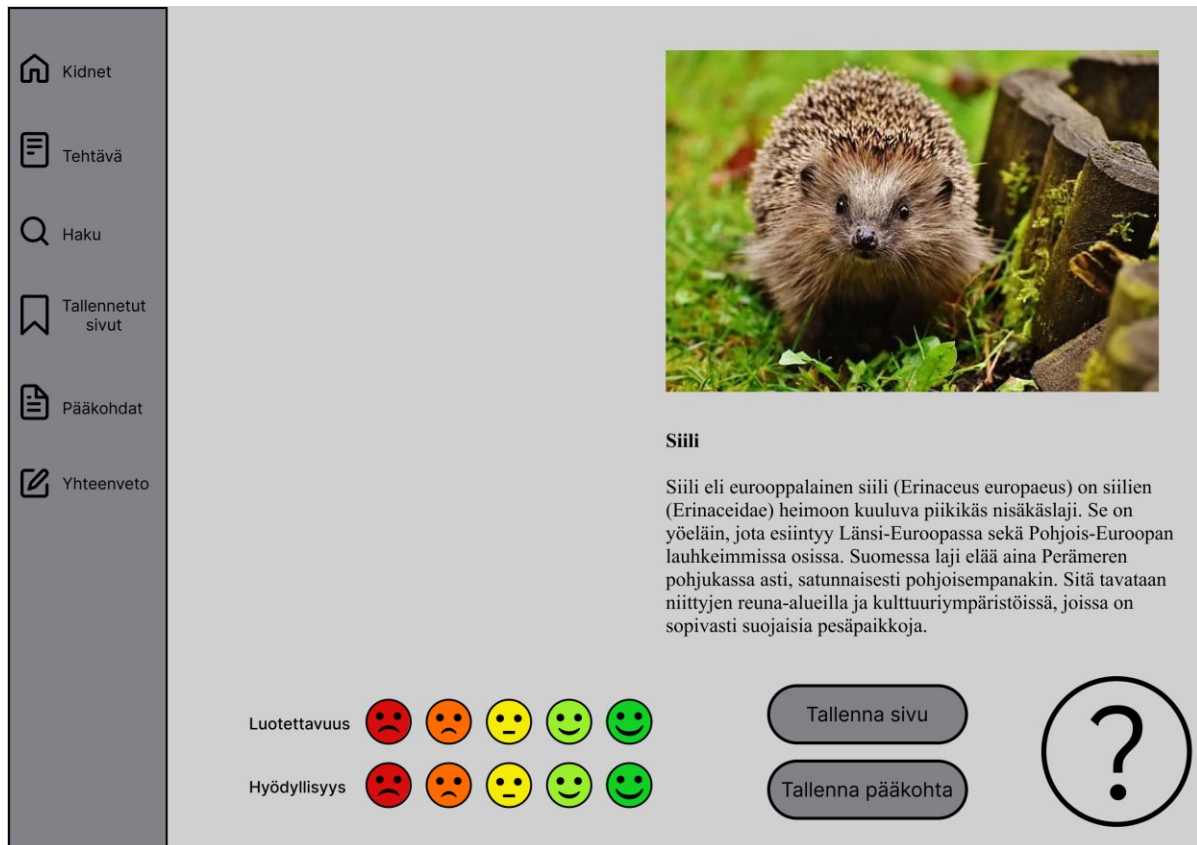 Kidnet
Tehtävä
Haku
Tallennetut
sivut
Pääkohdat
Yhteenveto
Siili
Siili eli eurooppalainen siili (Erinaceus europaeus) on siilien
(Erinaceidae) heimoon kuuluva piikikäs nisäkäslaji. Se on
yöeläin, jota esiintyy Länsi-Euroopassa sekä Pohjois-Euroopan
lauhkeimmissa osissa. Suomessa laji elää aina Perämeren
pohjukassa asti, satunnaisesti pohjoisempanakin. Sitä tavataan
niittyjen reuna-alueilla ja kulttuuriympäristöissä, joissa on
sopivasti suojaisia pesäpaikkoja.
Luotettavuus
Hyödyllisyys
Tallenna sivu
Tallenna pääkohta
?